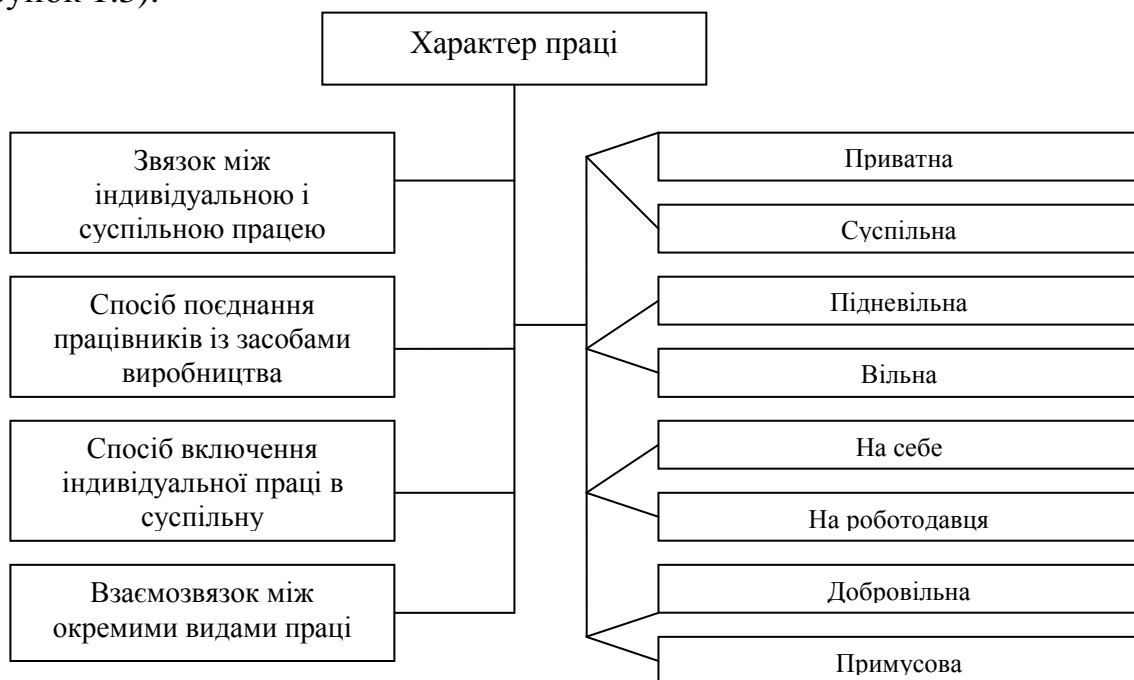 унок 1.3).
Характер праці
Звязок між
індивідуальною і
суспільною працею
Спосіб поєднання
працівників із засобами
виробництва
Спосіб включення
індивідуальної праці в
суспільну
Взаємозвязок між
окремими видами праці
Приватна
Суспільна
Підневільна
Вільна
На себе
На роботодавця
Добровільна
Примусова